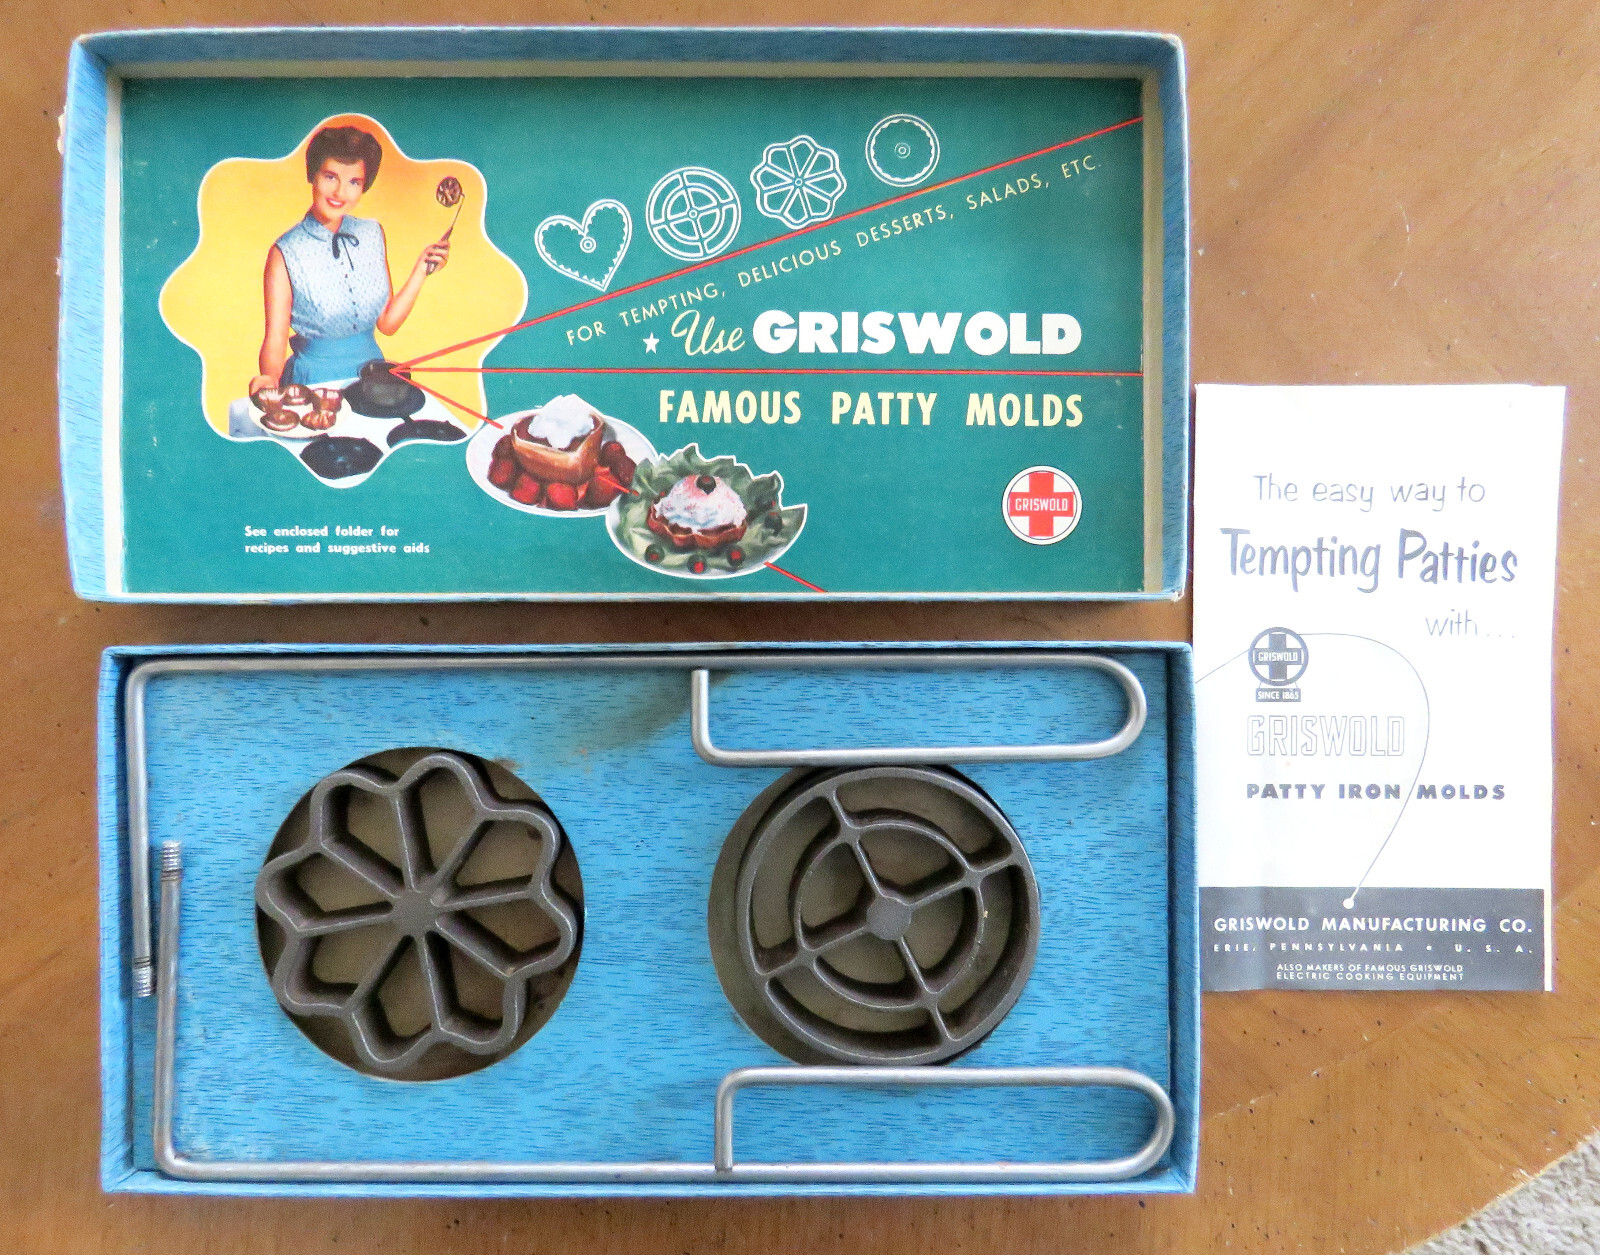 FOR TEMPTING, DELICIOUS DESSERTS, SALADS, ETC.
Use GRISWOLD
FAMOUS PATTY MOLDS
GRISWOLD
See enclosed folder for
recipes and suggestive aids
The easy way to
Tempting Patties
with...
GRISWOLD
SINCE 1865
GRISWOLD
PATTY IRON MOLDS
GRISWOLD MANUFACTURING CO.
ERIE, PENNSYLVANIA • U. S. A.
ALSO MAKERS OF FAMOUS GRISWOLD
ELECTRIC COOKING EQUIPMENT